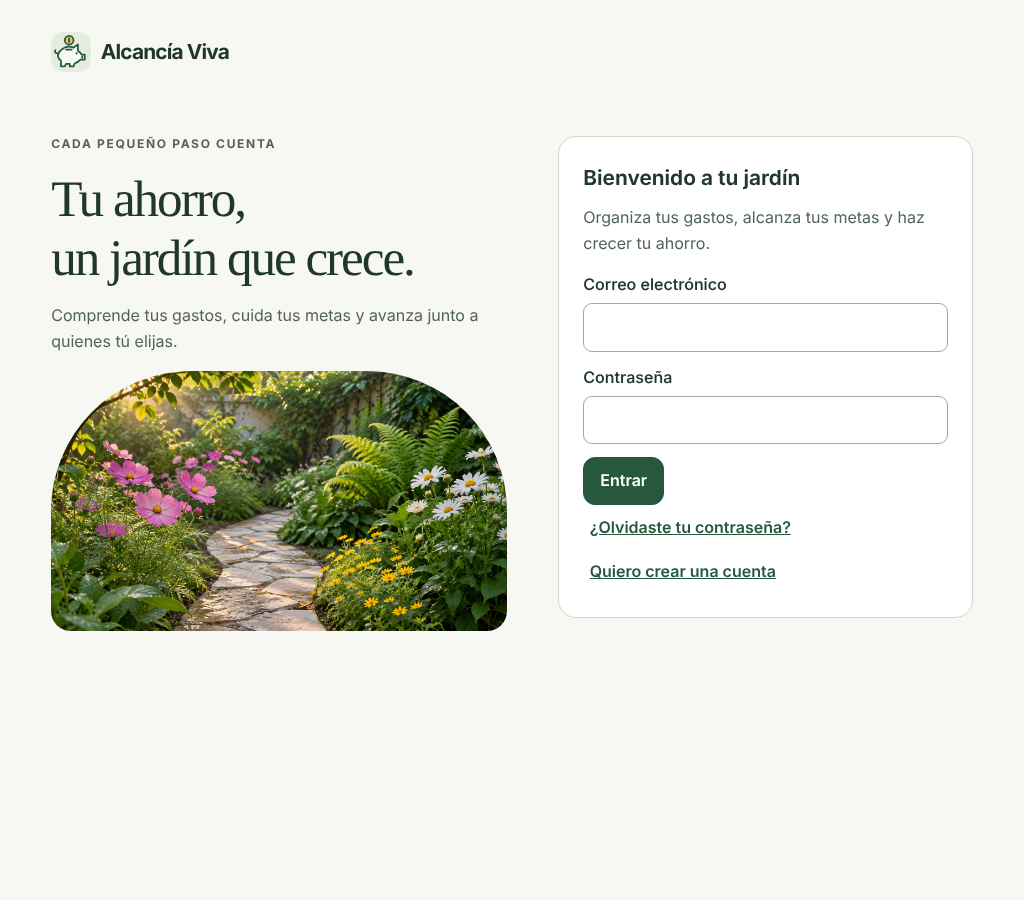 Alcancía Viva
CADA PEQUEÑO PASO CUENTA
Tu ahorro,
un jardín que crece.
Comprende tus gastos, cuida tus metas y avanza junto a
quienes tú elijas.
Bienvenido a tu jardín
Organiza tus gastos, alcanza tus metas y haz
crecer tu ahorro.
Correo electrónico
Contraseña
Entrar
¿Olvidaste tu contraseña?
Quiero crear una cuenta